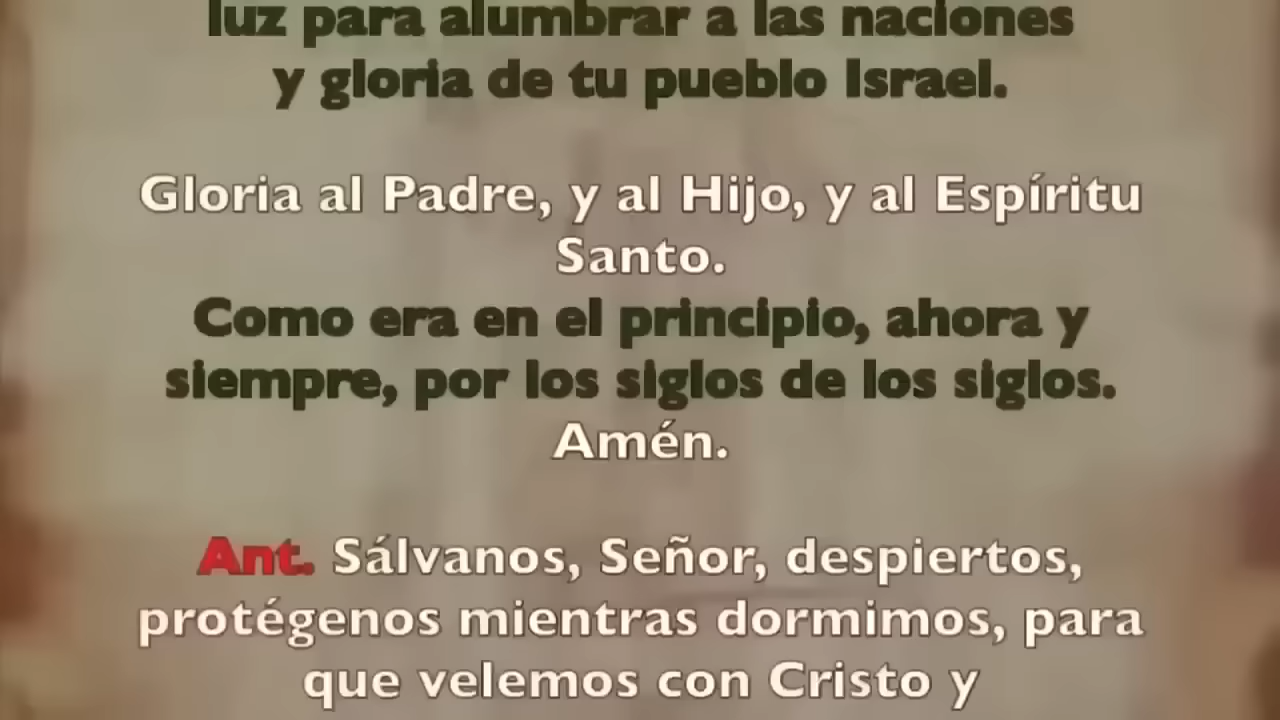 luz para alumbrar a las naciones
y gloria de tu pueblo Israel.
Gloria al Padre, y al Hijo, y al Espíritu
Santo.
Como era en el principio, ahora y
siempre, por los siglos de los siglos.
Amén.
Ant. Sálvanos, Señor, despiertos,
protégenos mientras dormimos, para
que velemos con Cristo y